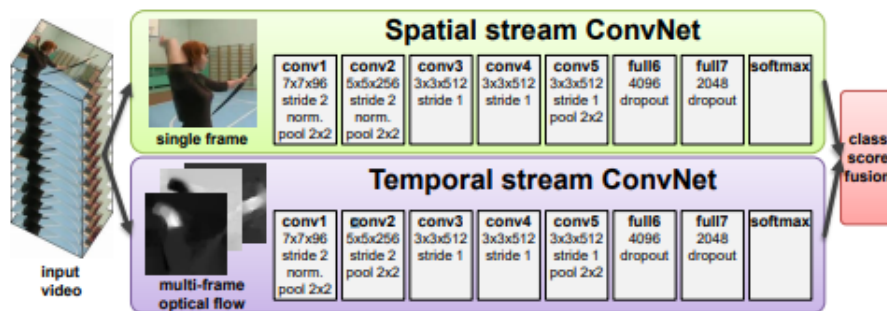 Spatial stream ConvNet
conv1
7x7x96
stride 2
norm.
pool 2x2
conv2
5x5x256
stride 2
norm.
pool 2x2
conv3
3x3x512
stride 1
conv4
3x3x512
stride 1
conv5
3x3x512
stride 1
pool 2x2
full6
4096
dropout
full7
2048
dropout
softmax
single frame
Temporal stream ConvNet
conv1
7x7x96
stride 2
norm.
pool 2x2
conv2
5x5x256
stride 2
pool 2x2
conv3
3x3x512
stride 1
conv4
3x3x512
stride 1
conv5
3x3x512
stride 1
pool 2x2
full6
4096
dropout
full7
2048
dropout
softmax
multi-frame
optical flow
input
video
class
score
fusion